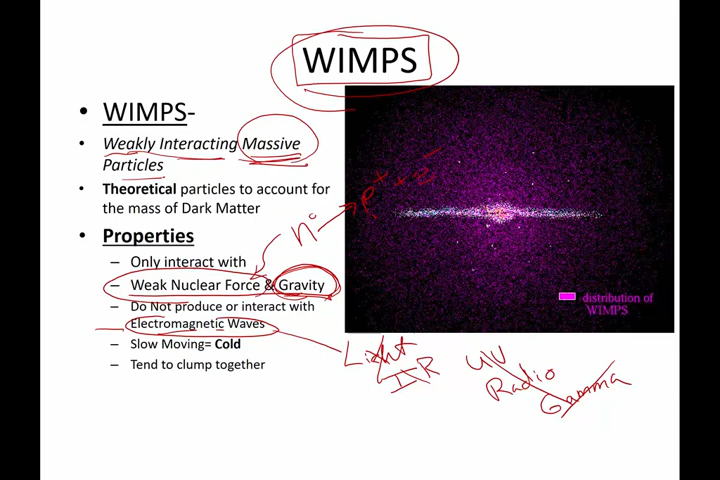 WIMPS
• WIMPS-
• Weakly Interacting Massive
Particles
• Theoretical particles to account for
the mass of Dark Matter
• Properties
– Only interact with
– Weak Nuclear Force & Gravity
– Do Not produce or interact with
Electromagnetic Waves
– Slow Moving= Cold
– Tend to clump together
n° → P⁺ + e⁻
distribution of
WIMPS
Light
IR
UV
Radio
Gamma